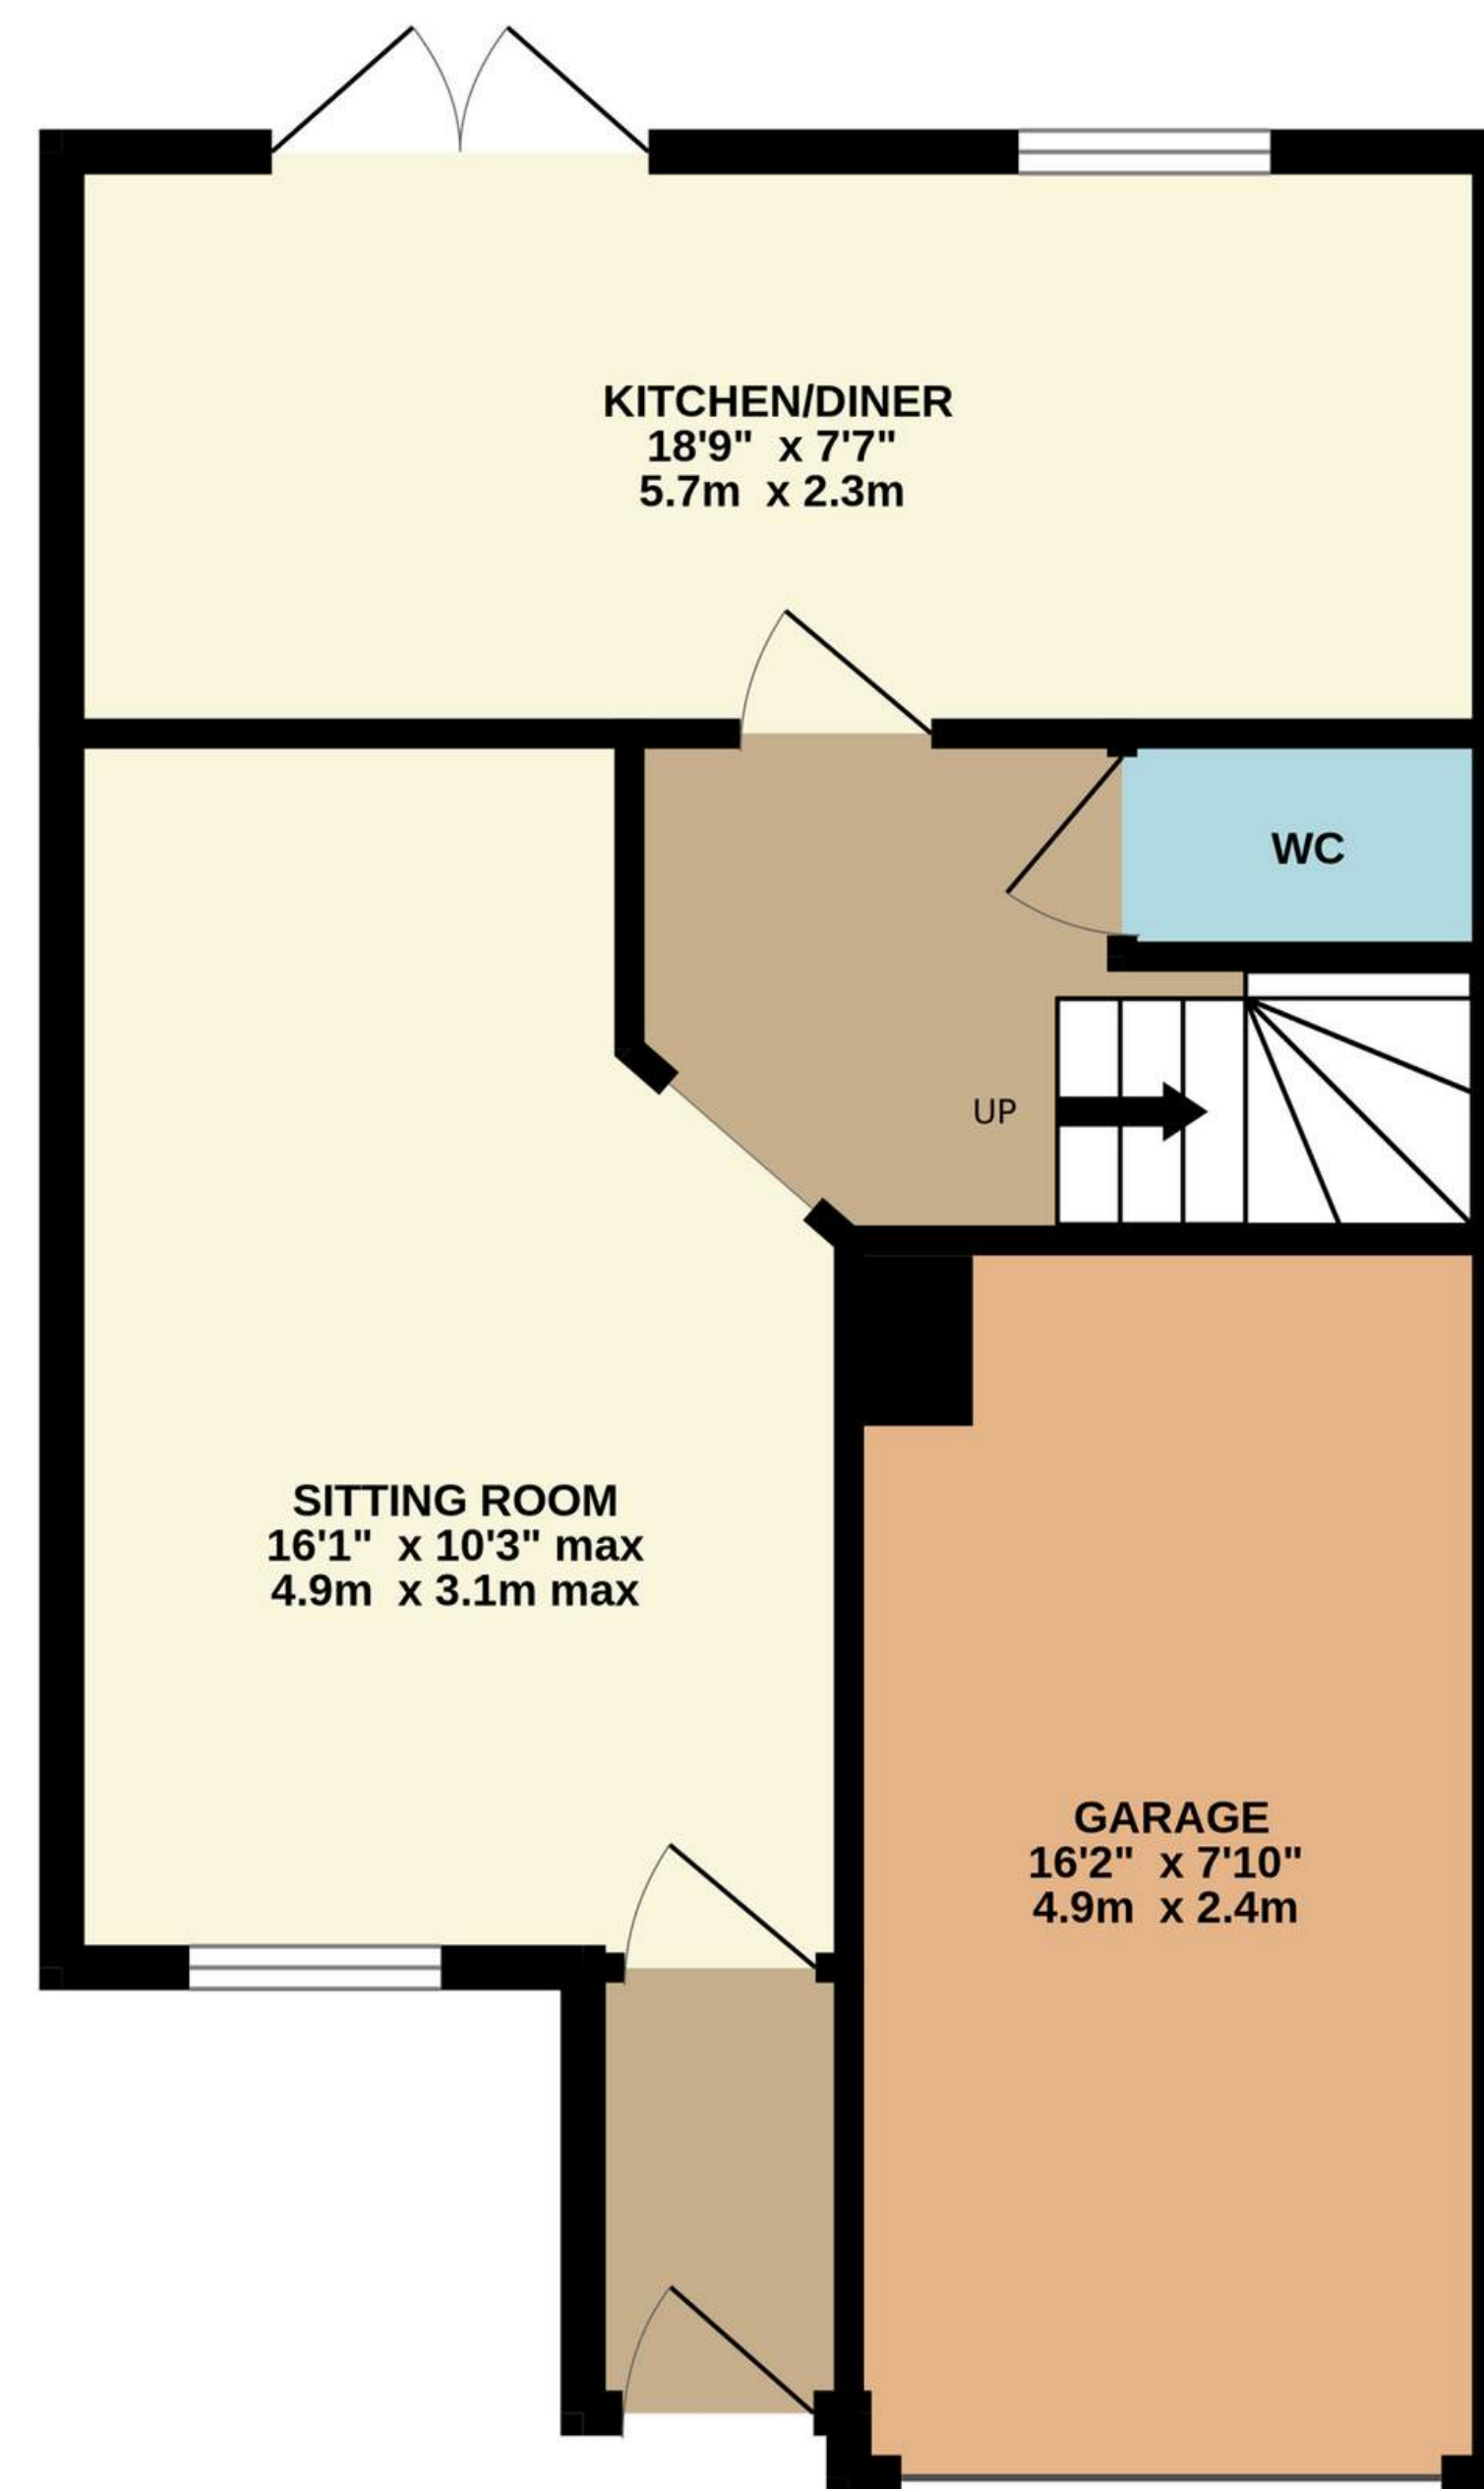 KITCHEN/DINER
18'9" x 7'7"
5.7m x 2.3m
WC
UP
SITTING ROOM
16'1" x 10'3" max
4.9m x 3.1m max
GARAGE
16'2" x 7'10"
4.9m x 2.4m